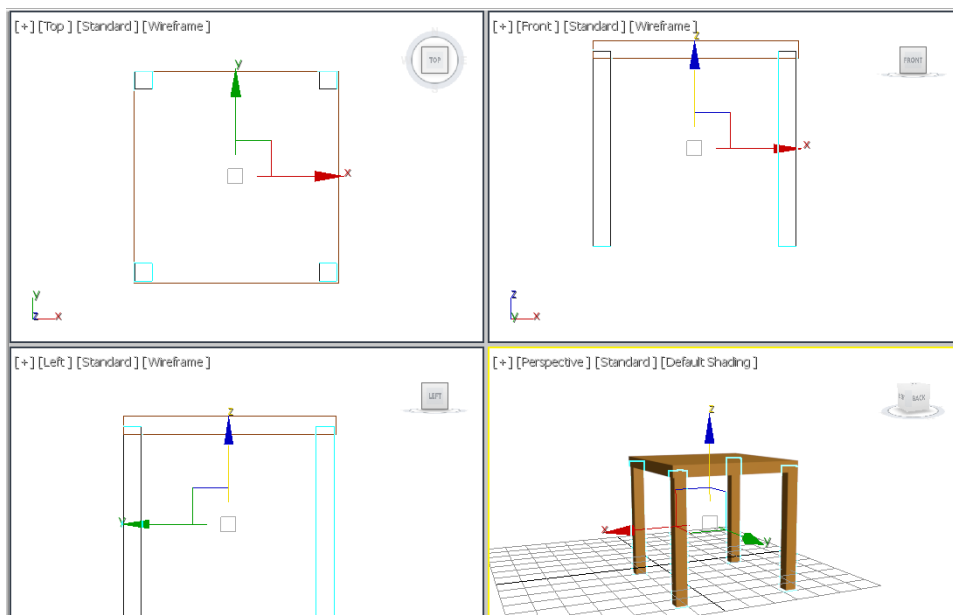 [+] [Top] [Standard] [Wireframe]
TOP
y
x
y
z x
[+] [Front] [Standard] [Wireframe]
FRONT
z
x
z
y x
[+] [Left] [Standard] [Wireframe]
LEFT
z
y
[+] [Perspective] [Standard] [Default Shading]
BACK
z
x
y